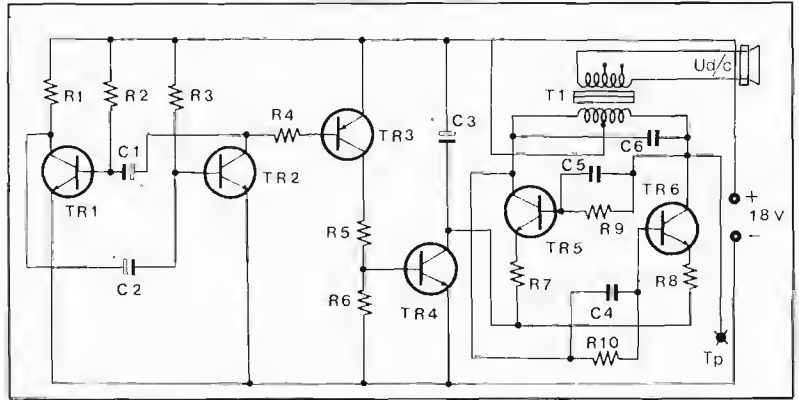 R1
R2
R3
C1
C2
TR1
TR2
R4
TR3
R5
R6
TR4
C3
T1
Ud/c
C6
C5
R9
TR5
TR6
R7
R8
C4
R10
+
18V
-
Tp